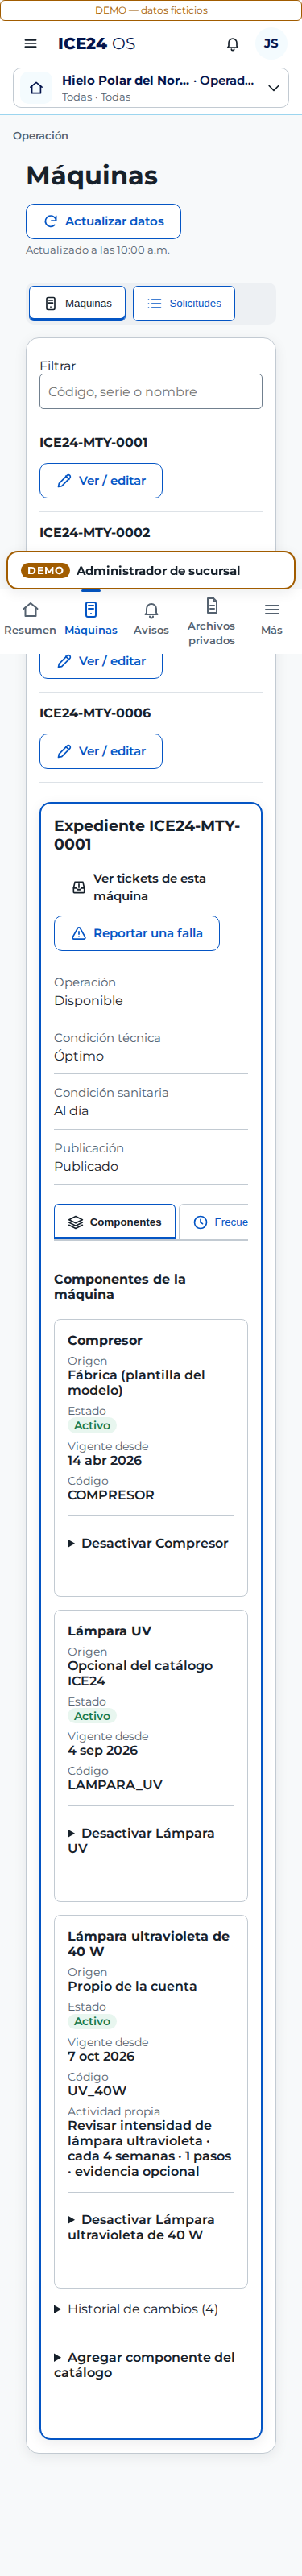 DEMO — datos ficticios
ICE24 OS
JS
Hielo Polar del Nor... · Operad...
Todas · Todas
Operación
Máquinas
Actualizar datos
Actualizado a las 10:00 a.m.
Máquinas
Solicitudes
Filtrar
Código, serie o nombre
ICE24-MTY-0001
Ver / editar
ICE24-MTY-0002
DEMO Administrador de sucursal
Resumen
Máquinas
Avisos
Archivos
privados
Más
Ver / editar
ICE24-MTY-0006
Ver / editar
Expediente ICE24-MTY-
0001
Ver tickets de esta
máquina
Reportar una falla
Operación
Disponible
Condición técnica
Óptimo
Condición sanitaria
Al día
Publicación
Publicado
Componentes
Frecue
Componentes de la
máquina
Compresor
Origen
Fábrica (plantilla del
modelo)
Estado
Activo
Vigente desde
14 abr 2026
Código
COMPRESOR
Desactivar Compresor
Lámpara UV
Origen
Opcional del catálogo
ICE24
Estado
Activo
Vigente desde
4 sep 2026
Código
LAMPARA_UV
Desactivar Lámpara
UV
Lámpara ultravioleta de
40 W
Origen
Propio de la cuenta
Estado
Activo
Vigente desde
7 oct 2026
Código
UV_40W
Actividad propia
Revisar intensidad de
lámpara ultravioleta ·
cada 4 semanas · 1 pasos
· evidencia opcional
Desactivar Lámpara
ultravioleta de 40 W
Historial de cambios (4)
Agregar componente del
catálogo